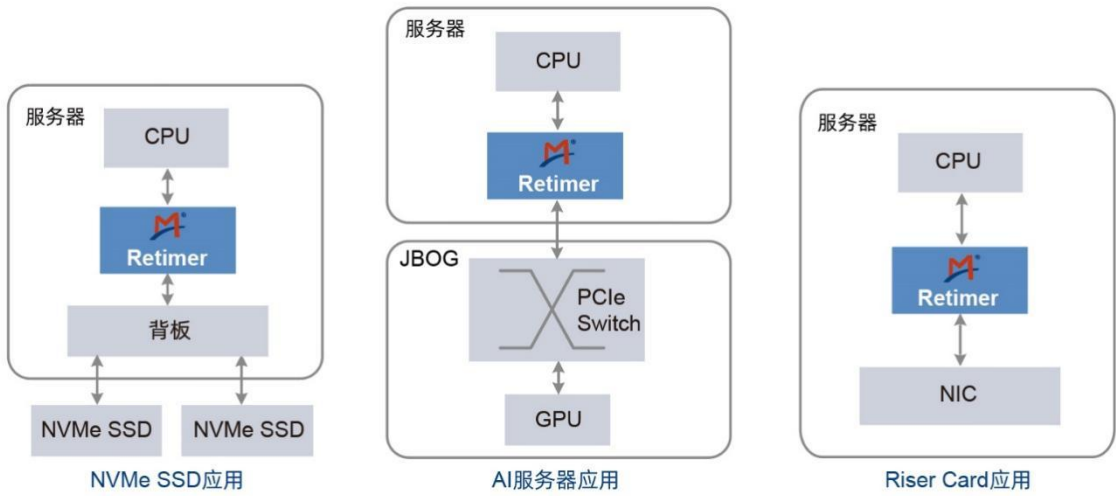 服务器
CPU
Retimer
背板
NVMe SSD
NVMe SSD
NVMe SSD应用
服务器
CPU
Retimer
JBOG
PCIe
Switch
GPU
AI服务器应用
服务器
CPU
Retimer
NIC
Riser Card应用